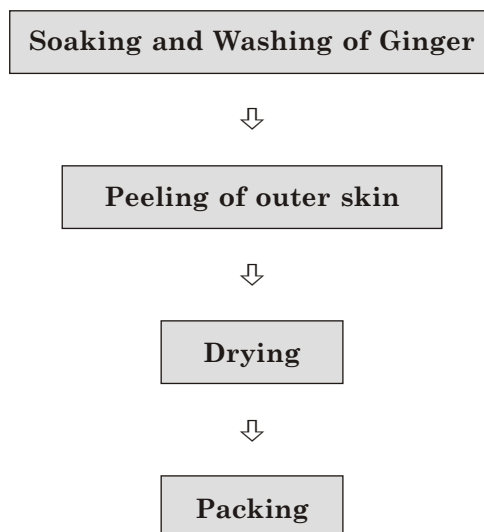 Soaking and Washing of Ginger
Peeling of outer skin
Drying
Packing